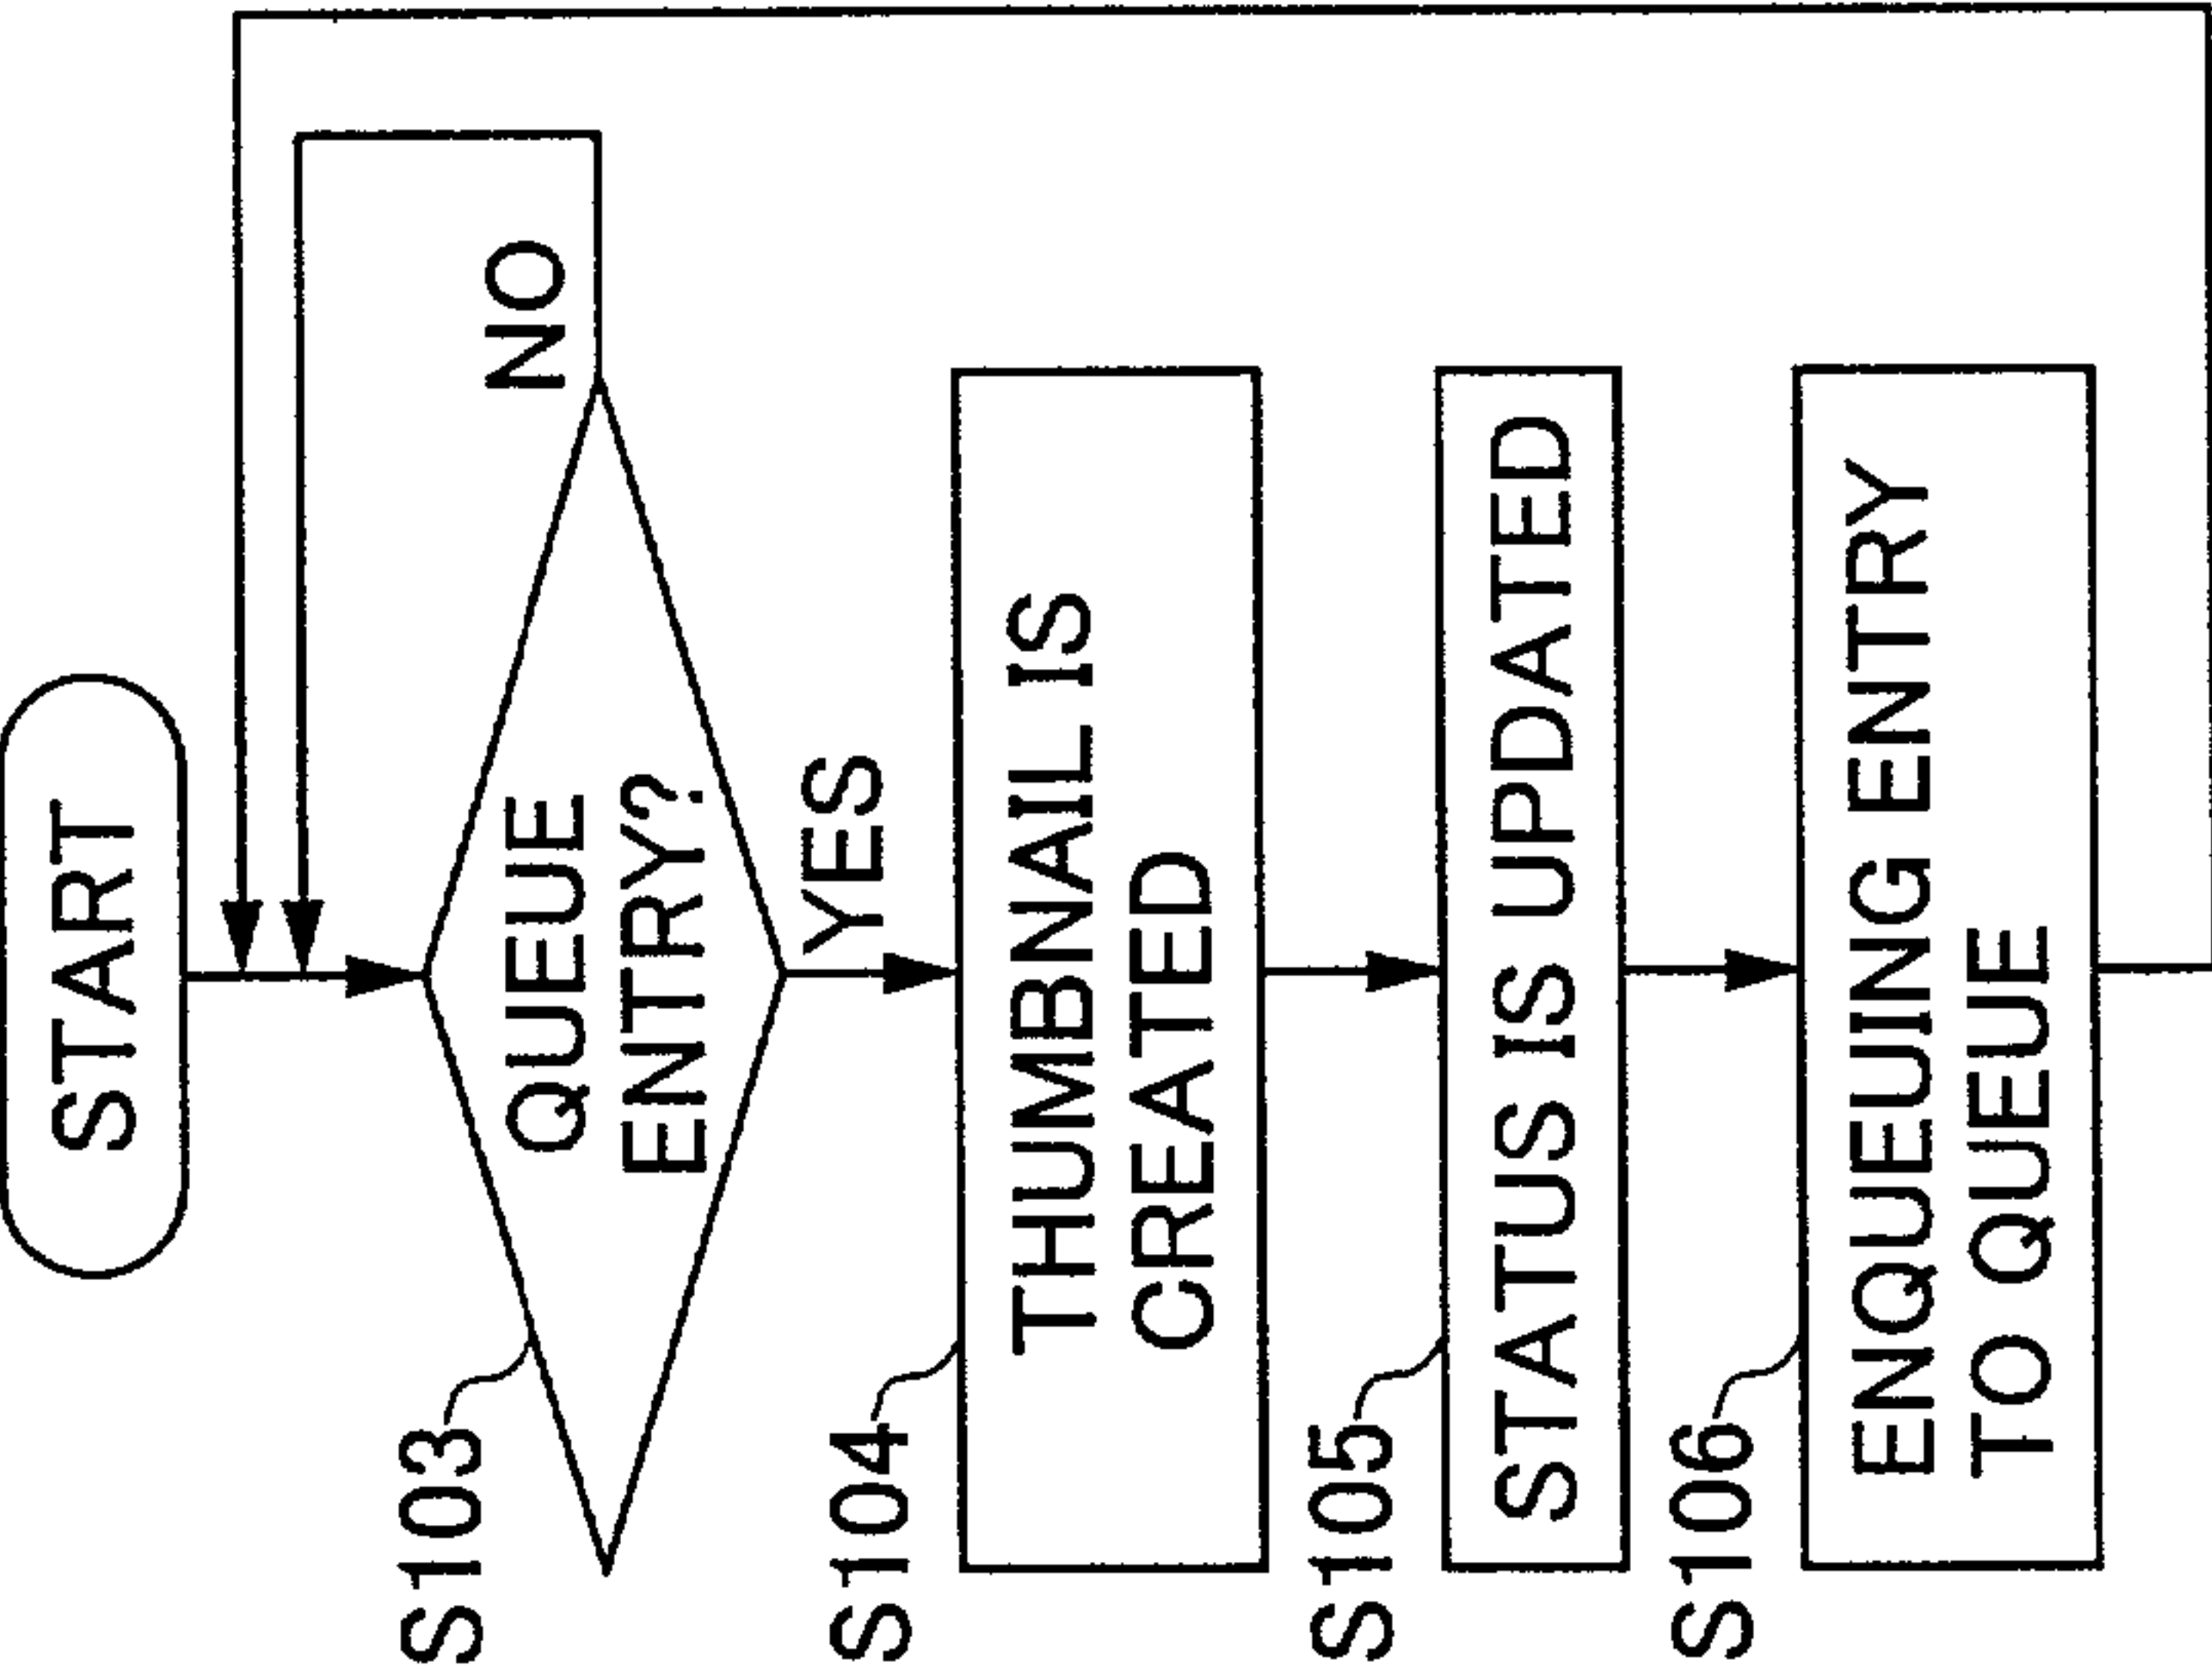 START
S103
QUEUE
ENTRY?
NO
YES
S104
THUMBNAIL IS
CREATED
S105
STATUS IS UPDATED
S106
ENQUEUING ENTRY
TO QUEUE